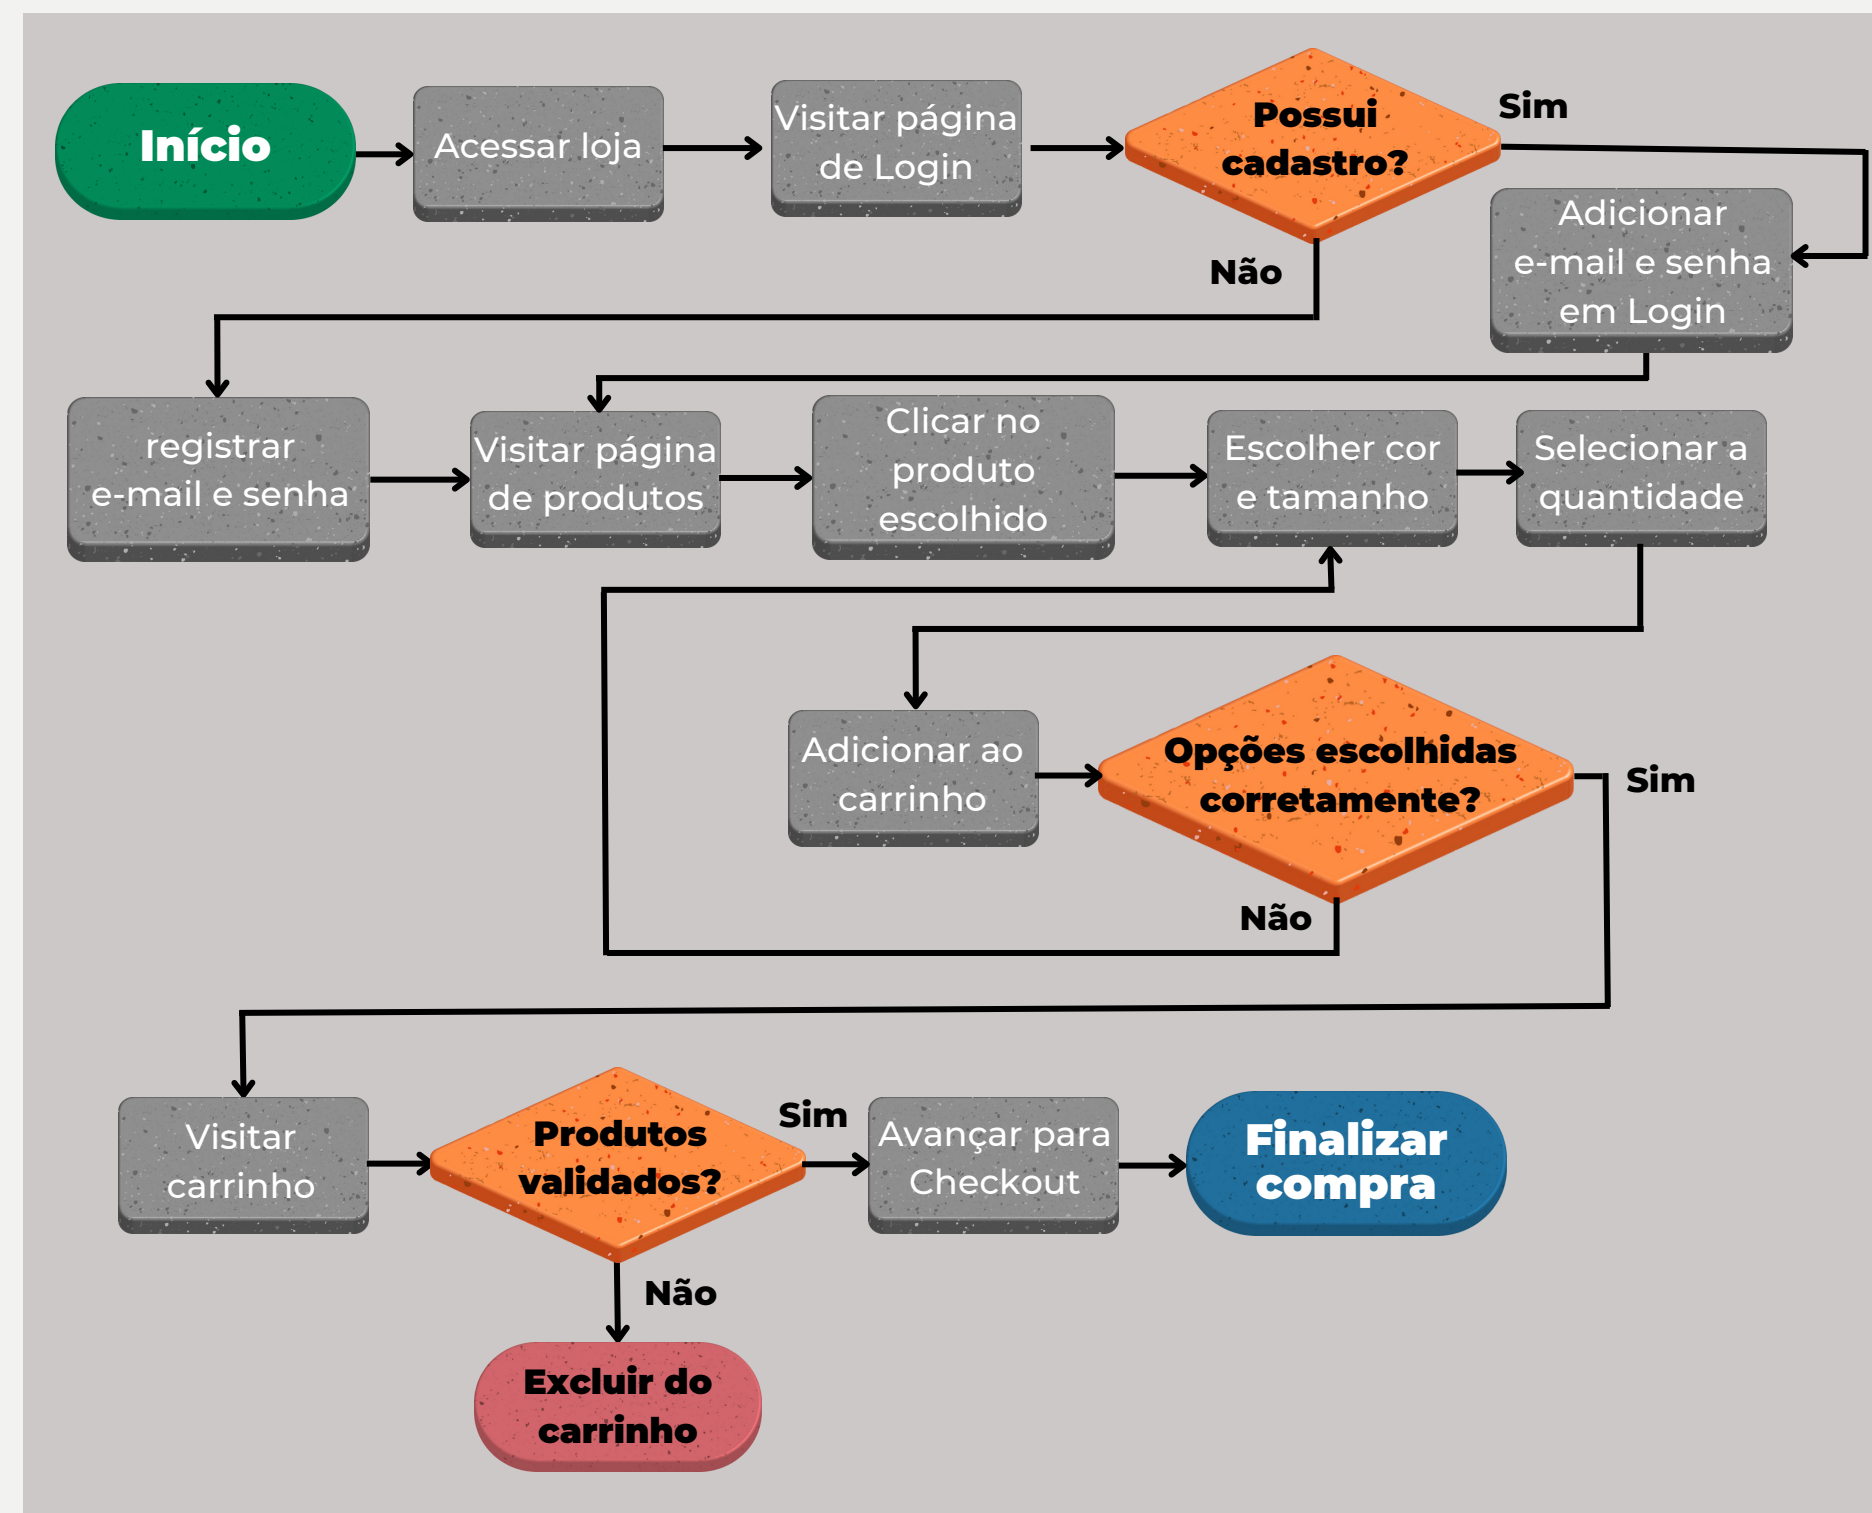 Início
Acessar loja
Visitar página
de Login
Possui
cadastro?
Sim
Não
Adicionar
e-mail e senha
em Login
registrar
e-mail e senha
Visitar página
de produtos
Clicar no
produto
escolhido
Escolher cor
e tamanho
Selecionar a
quantidade
Adicionar ao
carrinho
Opções escolhidas
corretamente?
Sim
Não
Visitar
carrinho
Produtos
validados?
Sim
Não
Avançar para
Checkout
Finalizar
compra
Excluir do
carrinho